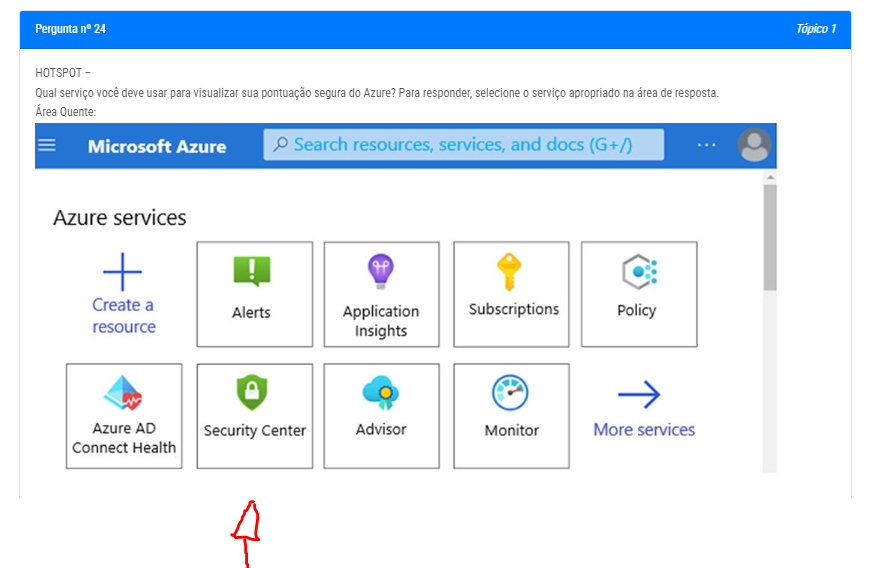 Pergunta nº 24
Tópico 1
HOTSPOT –
Qual serviço você deve usar para visualizar sua pontuação segura do Azure? Para responder, selecione o serviço apropriado na área de resposta.
Área Quente:
Microsoft Azure
Search resources, services, and docs (G+/)
...
Azure services
Create a
resource
Alerts
Application
Insights
Subscriptions
Policy
Azure AD
Connect Health
Security Center
Advisor
Monitor
More services